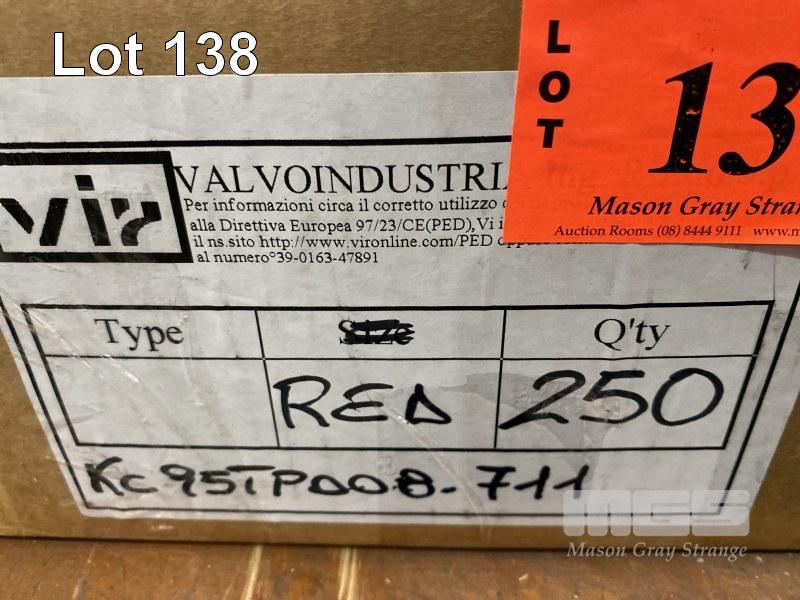 Lot 138
LOT
13
Mason Gray
Auction Rooms (08) 8444 9111
vir
VALVOINDUSTRI
Per informazioni circa il corretto utilizzo
alla Direttiva Europea 97/23/CE(PED),Vi
il ns.sito http://www.vironline.com/PED
al numero°39-0163-47891
Type Size Q'ty
RED 250
KC95TP008-711
MGS
Mason Gray Strange